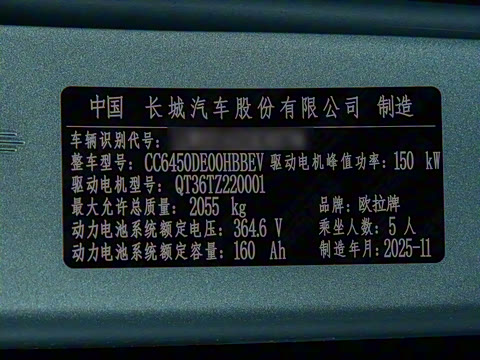 中国 长城汽车股份有限公司 制造
车辆识别代号:
整车型号: CC6450DE00HBBEV 驱动电机峰值功率: 150 kW
驱动电机型号: QT36TZ220001
最大允许总质量: 2055 kg 品牌: 欧拉牌
动力电池系统额定电压: 364.6 V 乘坐人数: 5 人
动力电池系统额定容量: 160 Ah 制造年月: 2025-11